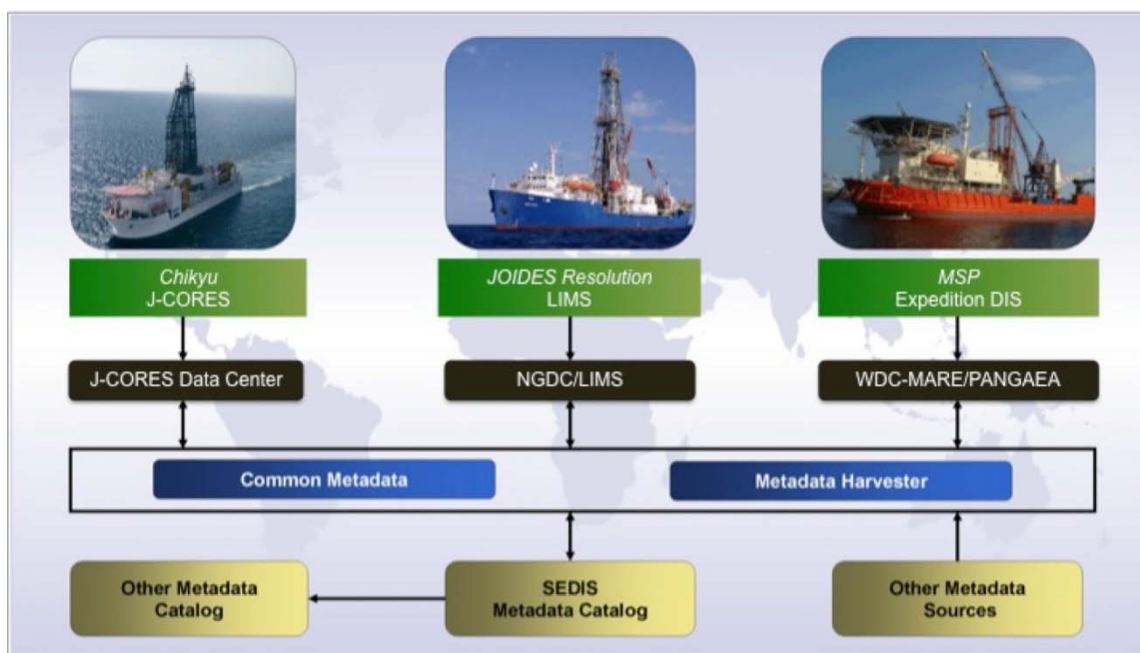 Chikyu
J-CORES
JOIDES Resolution
LIMS
MSP
Expedition DIS
J-CORES Data Center
NGDC/LIMS
WDC-MARE/PANGAEA
Common Metadata
Metadata Harvester
Other Metadata
Catalog
SEDIS
Metadata Catalog
Other Metadata
Sources